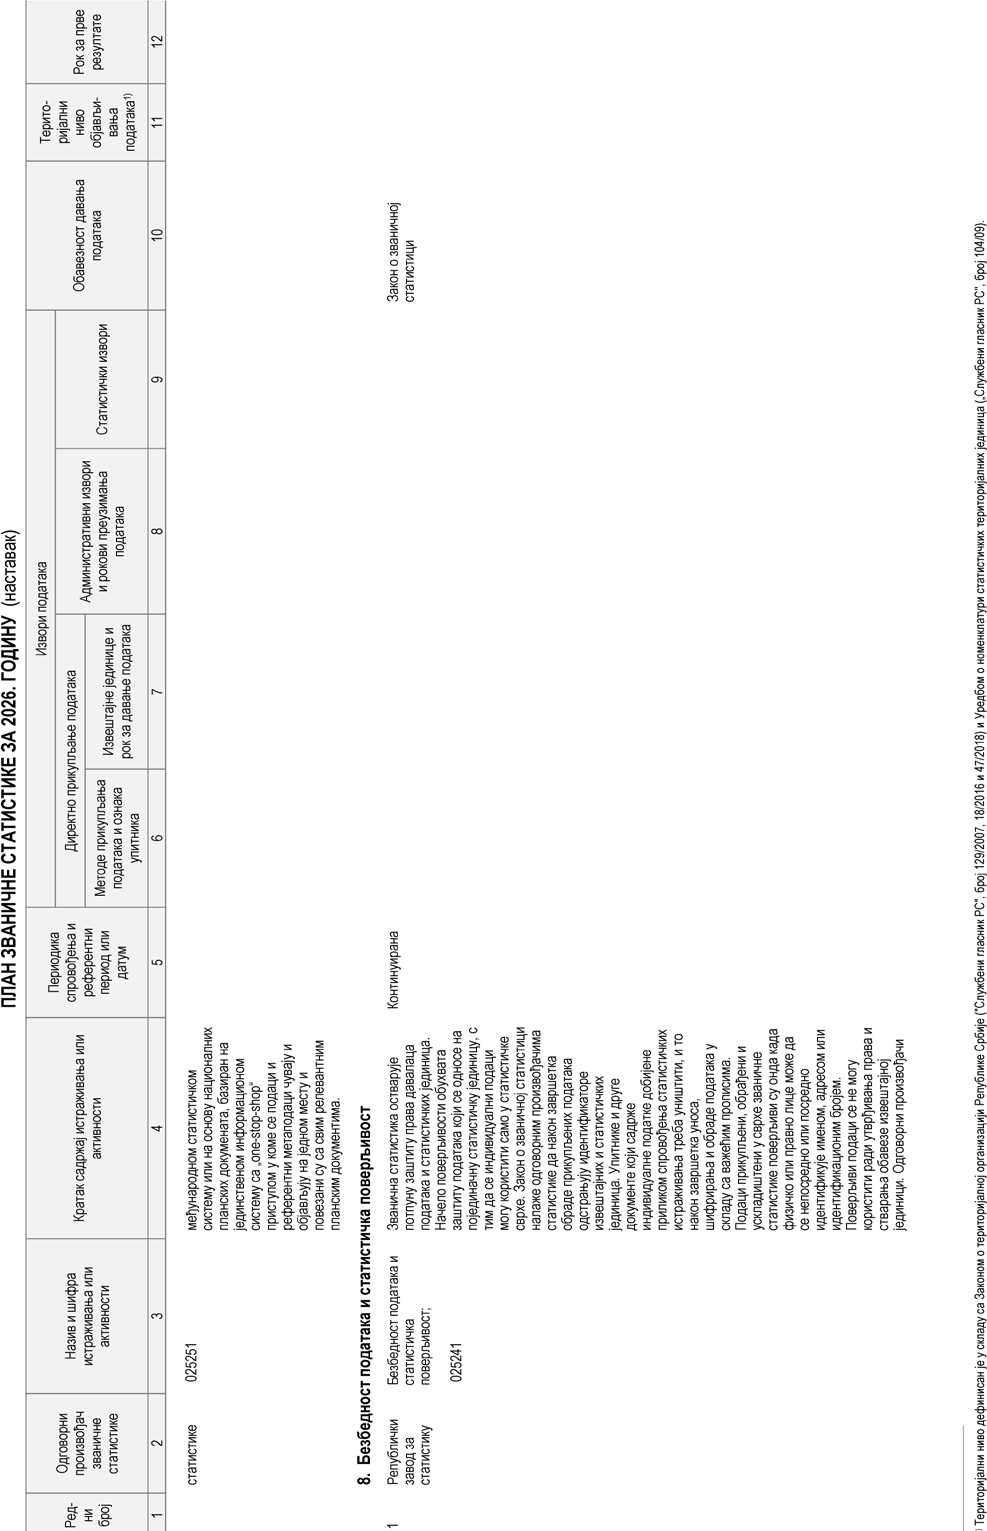 ПЛАН ЗВАНИЧНЕ СТАТИСТИКЕ ЗА 2026. ГОДИНУ (наставак)
Ред-
ни
број
Одговорни
произвођач
званичне
статистике
Назив и шифра
истраживања или
активности
Кратак садржај истраживања или
активности
Периодика
спровођења и
референтни
период или
датум
Извори података
Директно прикупљање података
Методе прикупљања
података и ознака
упитника
Извештајне јединице и
рок за давање података
Административни извори
и рокови преузимања
података
Статистички извори
Обавезност давања
података
Терито-
ријални
ниво
објављи-
вања
података1)
Рок за прве
резултате
1 2 3 4 5 6 7 8 9 10 11 12
статистике
025251
међународном статистичком
систему или на основу националних
планских докумената, базиран на
јединственом информационом
систему са „one-stop-shop“
приступом у коме се подаци и
референтни метаподаци чувају и
објављују на једном месту и
повезани су са свим релевантним
планским документима.
8. Безбедност података и статистичка поверљивост
1
Републички
завод за
статистику
Безбедност података и
статистичка
поверљивост;
025241
Званична статистика остварује
потпуну заштиту права давалаца
података и статистичких јединица.
Начело поверљивости обухвата
заштиту података који се односе на
појединачну статистичку јединицу, с
тим да се индивидуални подаци
могу користити само у статистичке
сврхе. Закон о званичној статистици
налаже одговорним произвођачима
статистике да након завршетка
обраде прикупљених података
одстрањују идентификаторе
извештајних и статистичких
јединица. Упитнике и друге
документе који садрже
индивидуалне податке добијене
приликом спровођења статистичких
истраживања треба уништити, и то
након завршетка уноса,
шифрирања и обраде података у
складу са важећим прописима.
Подаци прикупљени, обрађени и
ускладиштени у сврхе званичне
статистике поверљиви су онда када
физичко или правно лице може да
се непосредно или посредно
идентификује именом, адресом или
идентификационим бројем.
Поверљиви подаци се не могу
користити ради утврђивања права и
стварања обавезе извештајној
јединици. Одговорни произвођачи
Континуирана
Закон о званичној
статистици
) Територијални ниво дефинисан је у складу са Законом о територијалној организацији Републике Србије ("Службени гласник РС", број 129/2007, 18/2016 и 47/2018) и Уредбом о номенклатури статистичких територијалних јединица („Службени гласник РС", број 104/09).